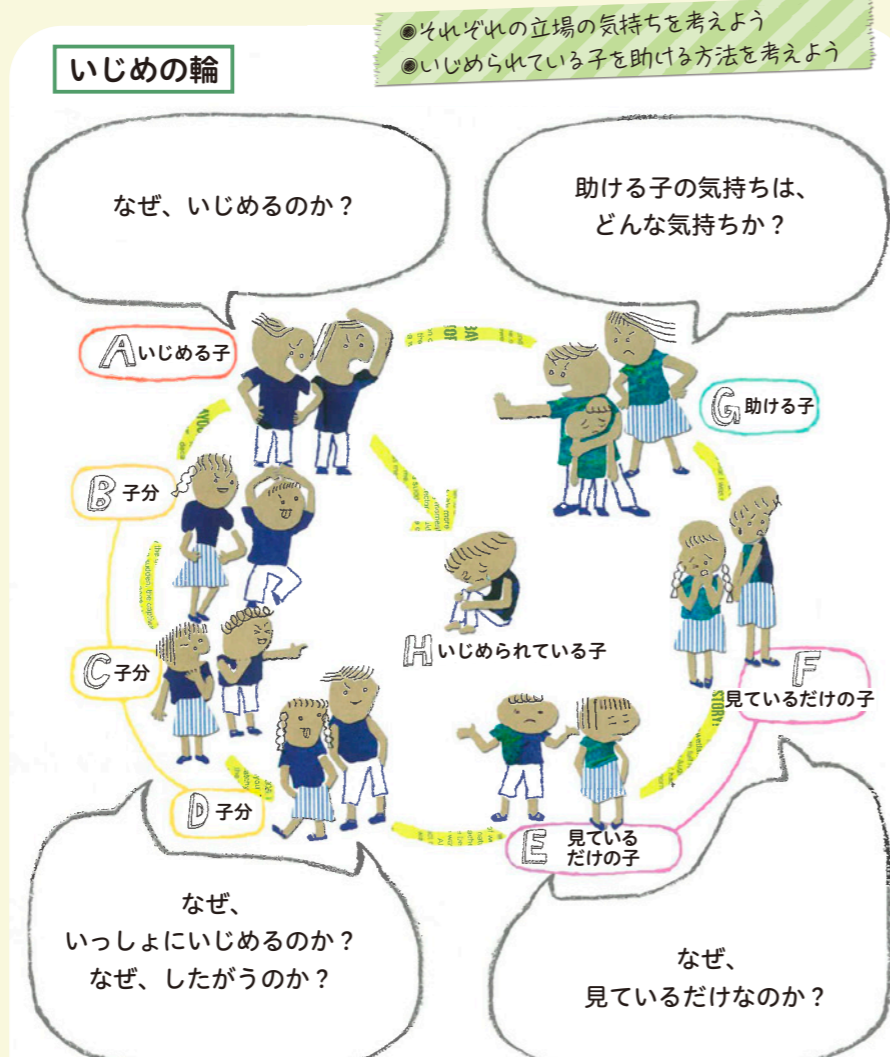 いじめの輪
◉それぞれの立場の気持ちを考えよう
◉いじめられている子を助ける方法を考えよう
なぜ、いじめるのか？
助ける子の気持ちは、
どんな気持ちか？
A いじめる子
G 助ける子
B 子分
H いじめられている子
C 子分
F
見ているだけの子
STORY:
D 子分
E 見ている
だけの子
なぜ、
いっしょにいじめるのか？
なぜ、したがうのか？
なぜ、
見ているだけなのか？